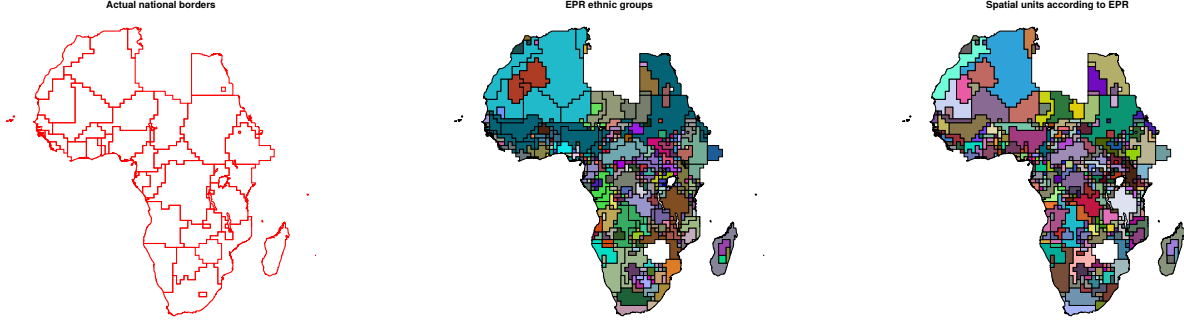 Actual national borders
EPR ethnic groups
Spatial units according to EPR